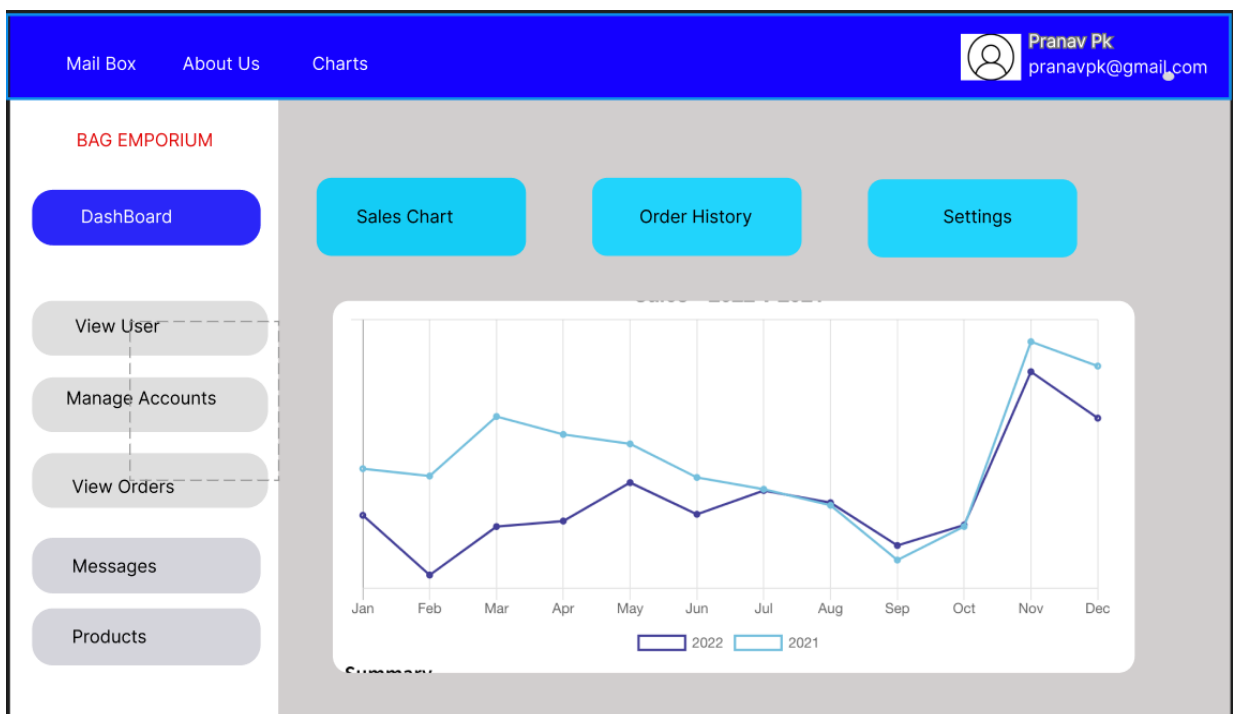 Mail Box About Us Charts
Pranav Pk
pranavpk@gmail.com
BAG EMPORIUM
DashBoard
Sales Chart Order History Settings
View User
Manage Accounts
View Orders
Messages
Products
Jan Feb Mar Apr May Jun Jul Aug Sep Oct Nov Dec
2022 2021
Summary